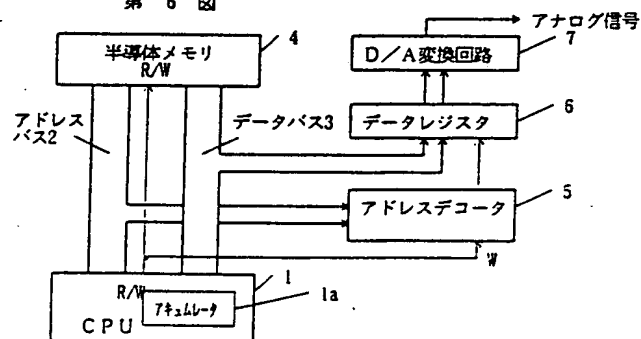 第 6 図
半導体メモリ
R/W
4
アドレス
バス2
データバス3
アナログ信号
D/A変換回路
7
データレジスタ
6
アドレスデコータ
5
W
R/W
アキュムレータ
CPU
1
1a